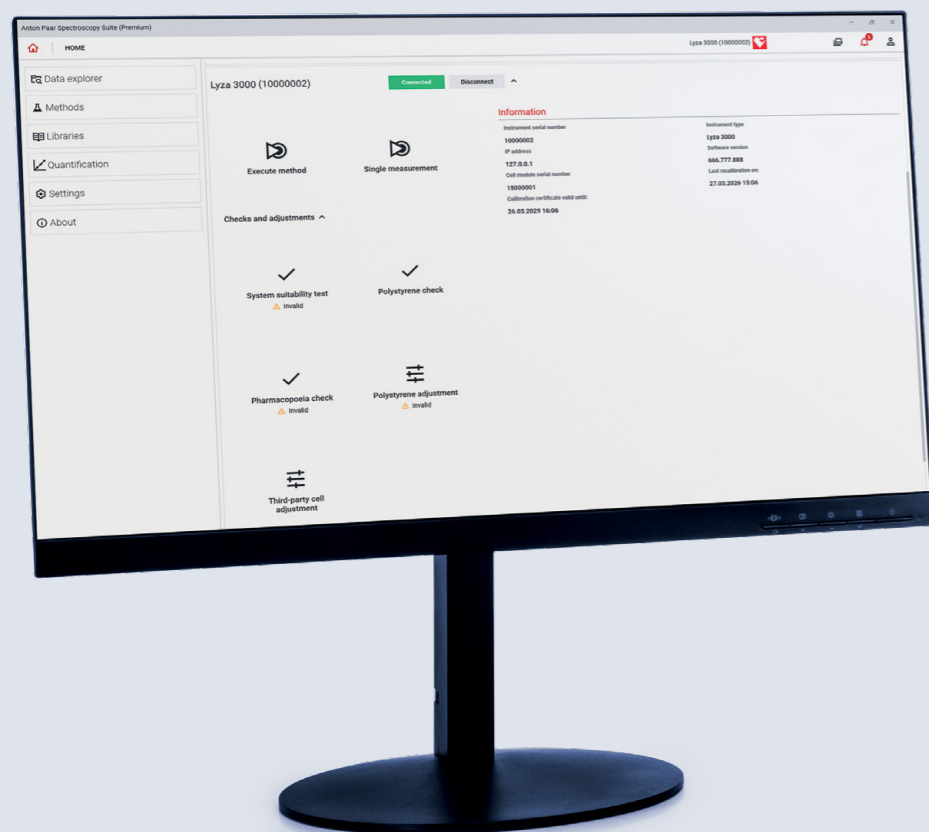 Anton Paar Spectroscopy Suite (Premium)
HOME
Lyza 3000 (10000002)
5
Data explorer
Methods
Libraries
Quantification
Settings
About
Lyza 3000 (10000002)
Connected
Disconnect
Execute method
Single measurement
Checks and adjustments
System suitability test
Invalid
Polystyrene check
Pharmacopoeia check
Invalid
Polystyrene adjustment
Invalid
Third-party cell
adjustment
Information
Instrument serial number
10000002
IP address
127.0.0.1
Cell module serial number
15000001
Calibration certificate valid until:
26.03.2029 16:06
Instrument type
Lyza 3000
Software version
666.777.888
Last recalibration on:
27.03.2026 15:06